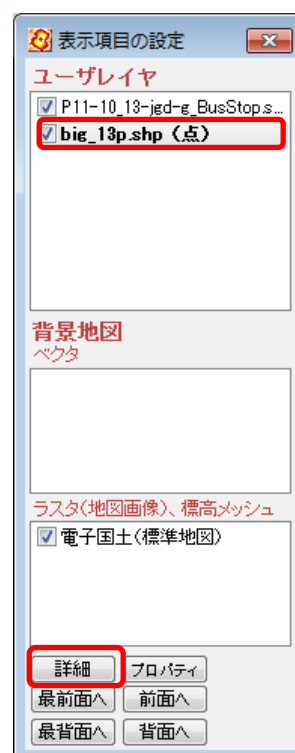 表示項目の設定
ユーザレイヤ
P11-10_13-jgd-g_BusStop.s...
big_13p.shp（点）
背景地図
ベクタ
ラスタ(地図画像)、標高メッシュ
電子国土(標準地図)
詳細 プロパティ
最前面へ 前面へ
最背面へ 背面へ